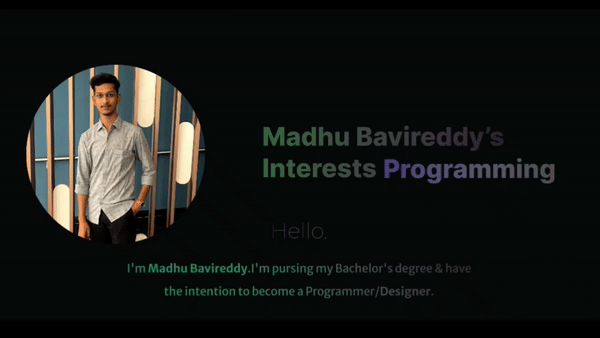 Madhu Bavireddy’s
Interests Programming
Hello.
I'm Madhu Bavireddy.I'm pursing my Bachelor's degree & have
the intention to become a Programmer/Designer.